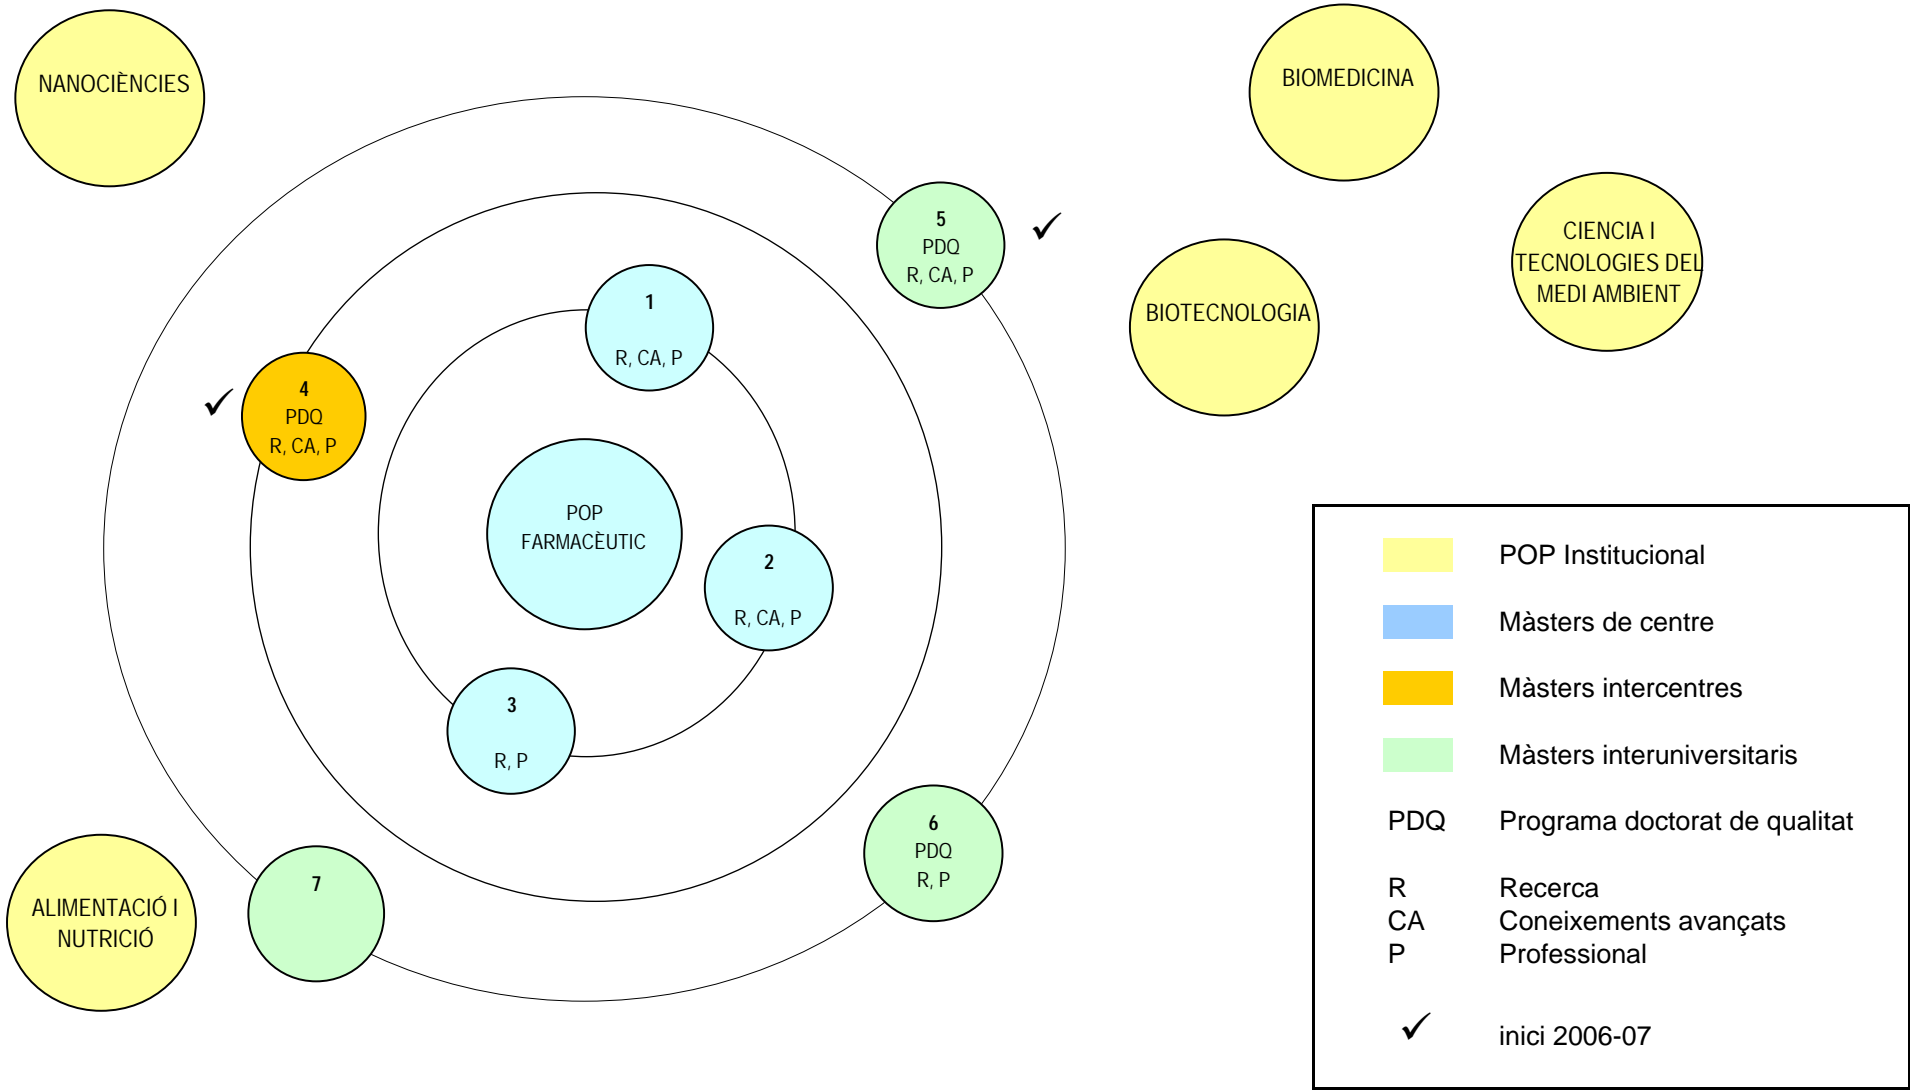 NANOCIÈNCIES
BIOMEDICINA
5
PDQ
R, CA, P
✓
CIENCIA I
TECNOLOGIES DEL
MEDI AMBIENT
BIOTECNOLOGIA
1
R, CA, P
✓
4
PDQ
R, CA, P
POP
FARMACÈUTIC
2
R, CA, P
3
R, P
6
PDQ
R, P
7
ALIMENTACIÓ I
NUTRICIÓ
POP Institucional
Màsters de centre
Màsters intercentres
Màsters interuniversitaris
PDQ Programa doctorat de qualitat
R Recerca
CA Coneixements avançats
P Professional
✓ inici 2006-07